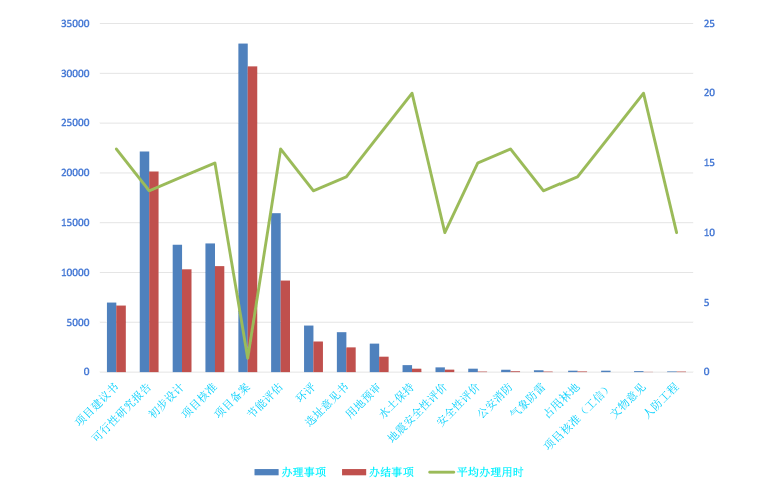 35000
30000
25000
20000
15000
10000
5000
0
25
20
15
10
5
0
项目建议书
可行性研究报告
初步设计
项目核准
项目备案
节能评估
环评
选址意见书
用地预审
水土保持
地震安全性评价
安全性评价
公安消防
气象防雷
占用林地
项目核准（工信）
文物意见
人防工程
办理事项
办结事项
平均办理用时